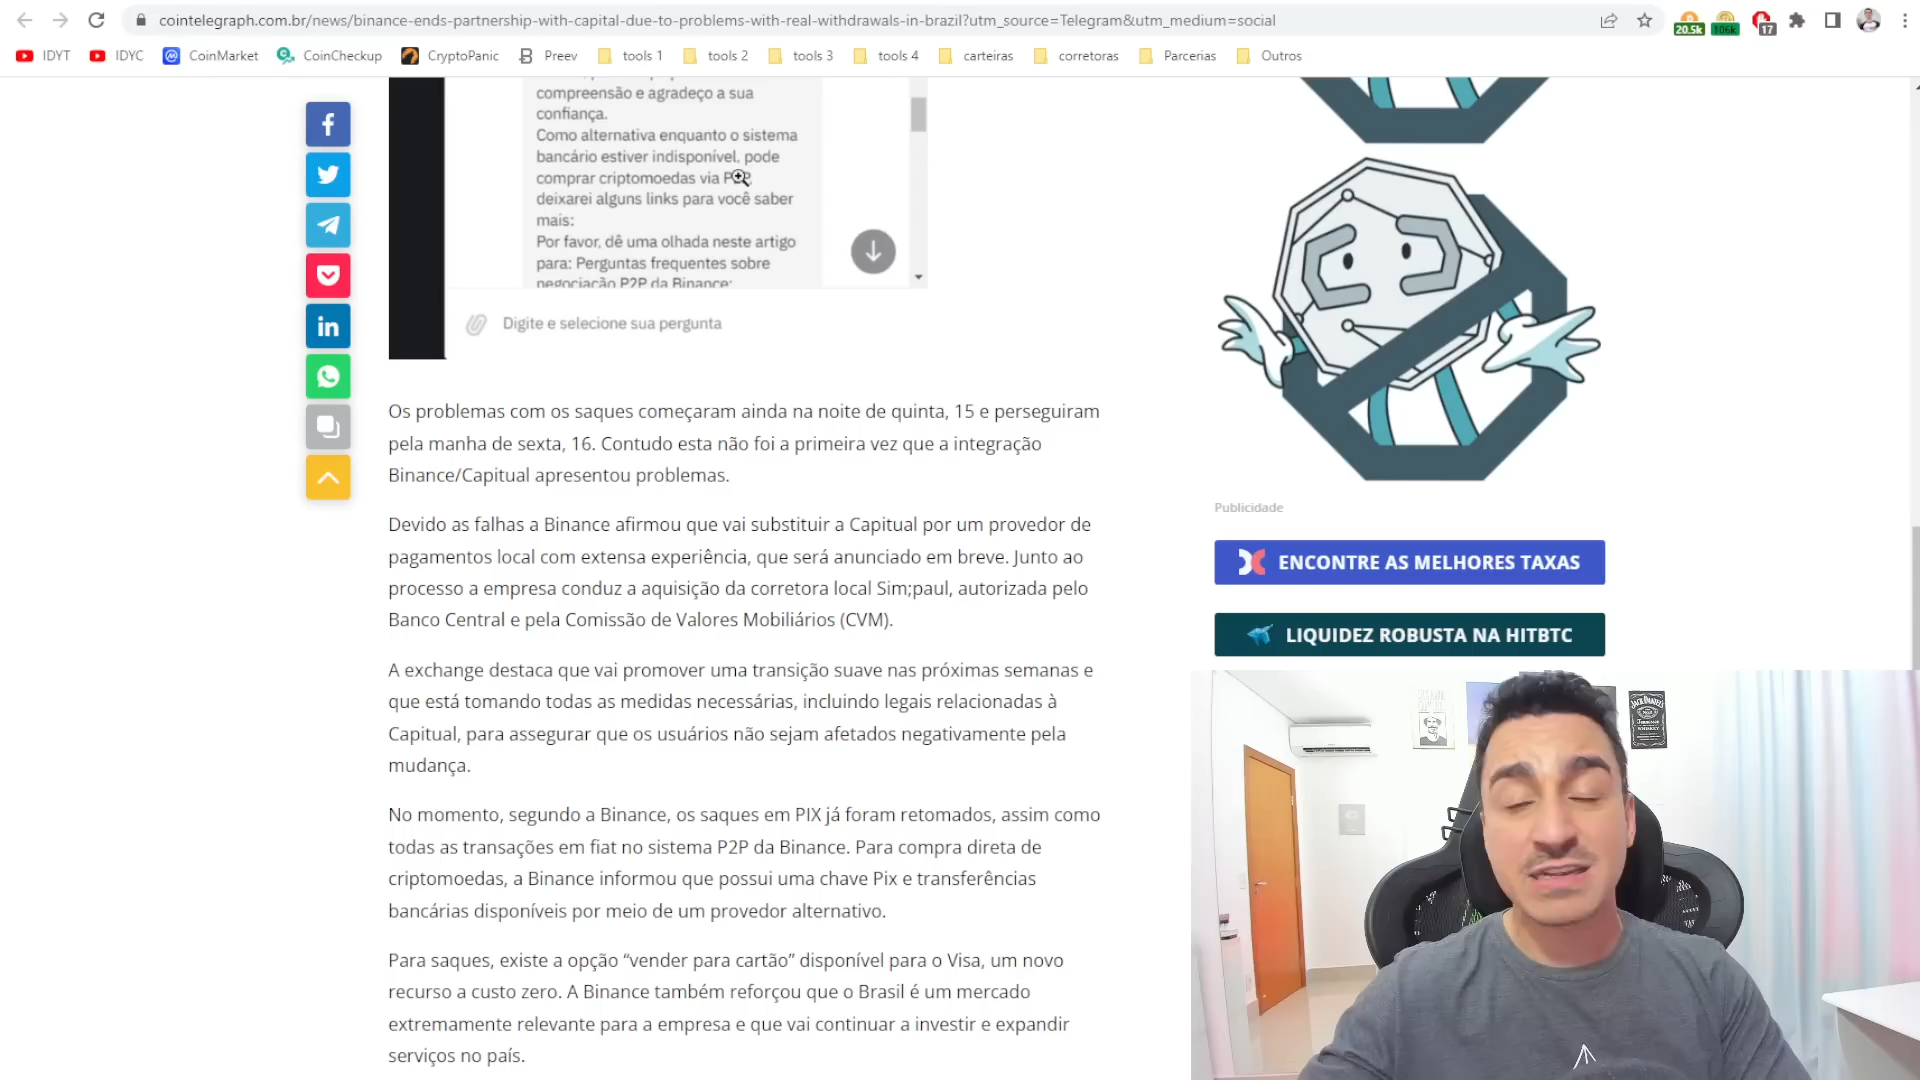 cointelegraph.com.br/news/binance-ends-partnership-with-capital-due-to-problems-with-real-withdrawals-in-brazil?utm_source=Telegram&utm_medium=social
20.5k
106k
17
IDYT
IDYC
CoinMarket
CoinCheckup
CryptoPanic
Preev
tools 1
tools 2
tools 3
tools 4
carteiras
corretoras
Parcerias
Outros
compreensão e agradeço a sua
confiança.
Como alternativa enquanto o sistema
bancário estiver indisponível, pode
comprar criptomoedas via P2P,
deixarei alguns links para você saber
mais:
Por favor, dê uma olhada neste artigo
para: Perguntas frequentes sobre
negociação P2P da Binance:
Digite e selecione sua pergunta
Os problemas com os saques começaram ainda na noite de quinta, 15 e perseguiram
pela manha de sexta, 16. Contudo esta não foi a primeira vez que a integração
Binance/Capitual apresentou problemas.
Devido as falhas a Binance afirmou que vai substituir a Capitual por um provedor de
pagamentos local com extensa experiência, que será anunciado em breve. Junto ao
processo a empresa conduz a aquisição da corretora local Sim;paul, autorizada pelo
Banco Central e pela Comissão de Valores Mobiliários (CVM).
A exchange destaca que vai promover uma transição suave nas próximas semanas e
que está tomando todas as medidas necessárias, incluindo legais relacionadas à
Capitual, para assegurar que os usuários não sejam afetados negativamente pela
mudança.
No momento, segundo a Binance, os saques em PIX já foram retomados, assim como
todas as transações em fiat no sistema P2P da Binance. Para compra direta de
criptomoedas, a Binance informou que possui uma chave Pix e transferências
bancárias disponíveis por meio de um provedor alternativo.
Para saques, existe a opção “vender para cartão” disponível para o Visa, um novo
recurso a custo zero. A Binance também reforçou que o Brasil é um mercado
extremamente relevante para a empresa e que vai continuar a investir e expandir
serviços no país.
Publicidade
ENCONTRE AS MELHORES TAXAS
LIQUIDEZ ROBUSTA NA HITBTC
JACK DANIEL'S